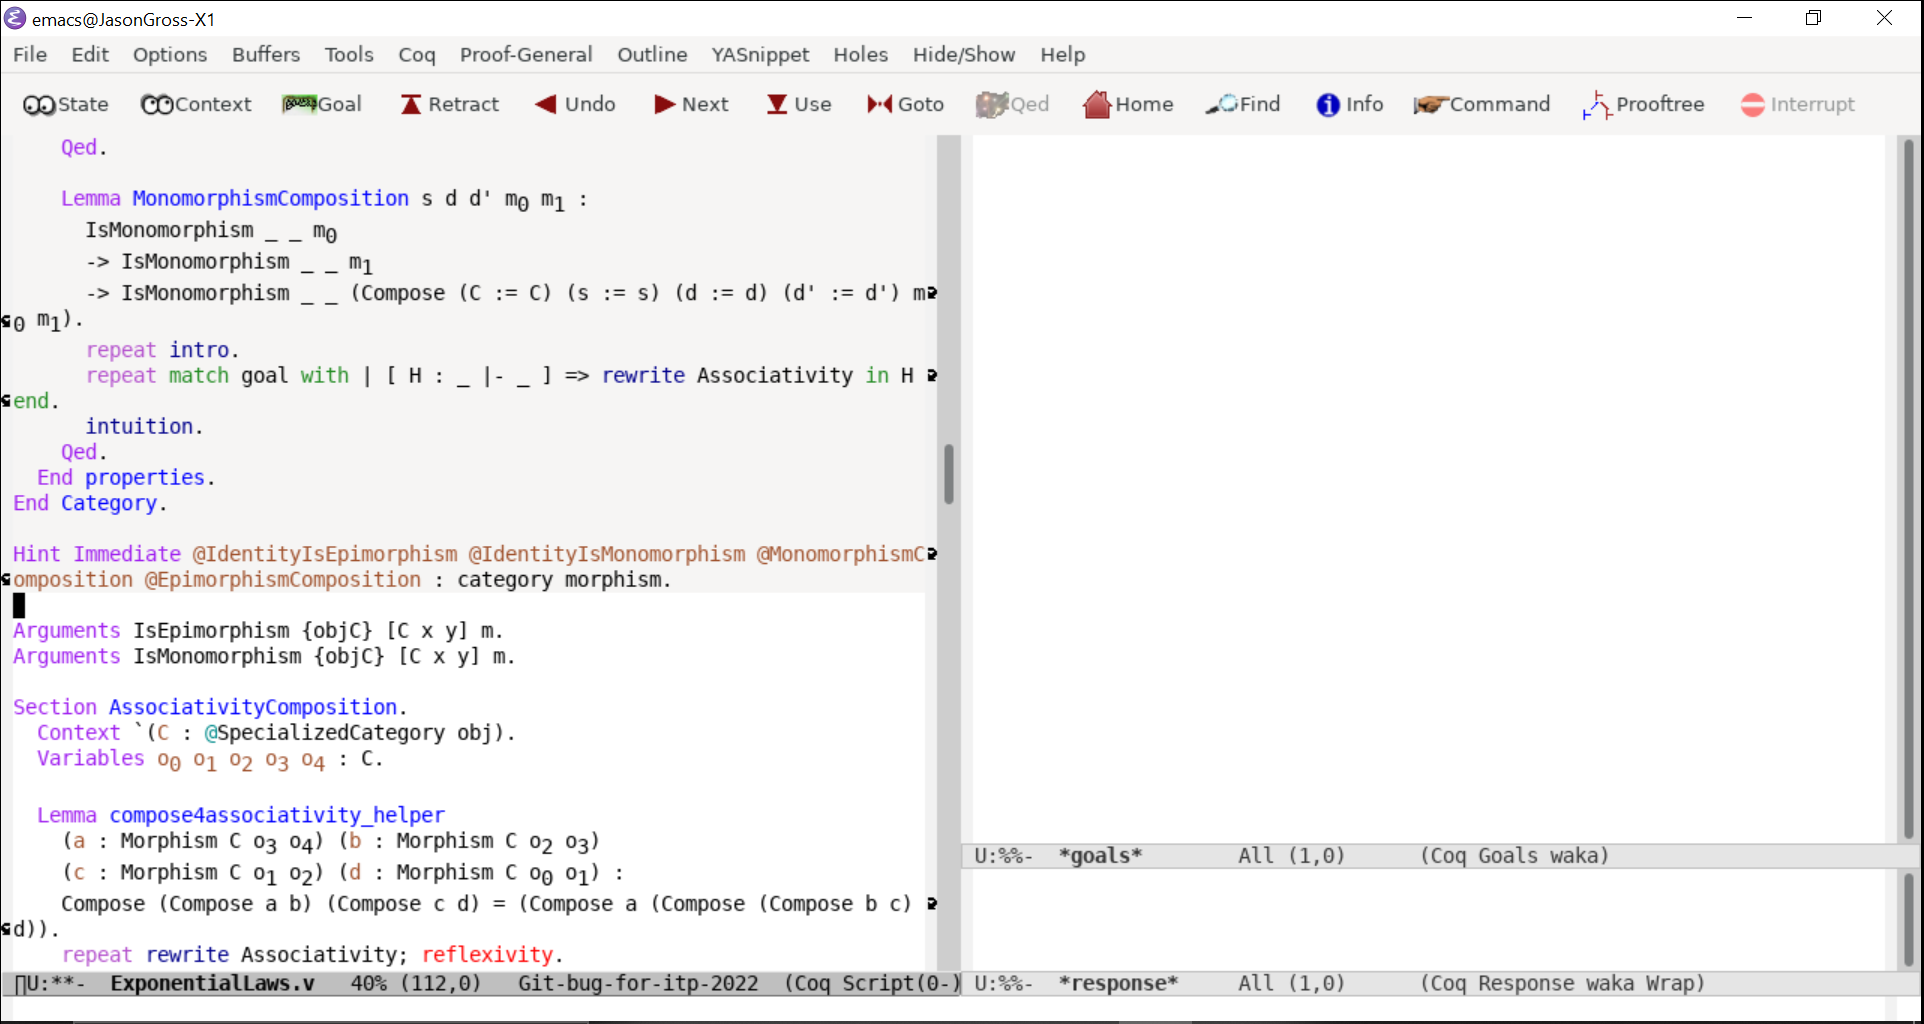 emacs@JasonGross-X1
File Edit Options Buffers Tools Coq Proof-General Outline YASnippet Holes Hide/Show Help
State Context Goal Retract Undo Next Use Goto Qed Home Find Info Command Prooftree Interrupt
Qed.
Lemma MonomorphismComposition s d d' m0 m1 :
IsMonomorphism _ _ m0
-> IsMonomorphism _ _ m1
-> IsMonomorphism _ _ (Compose (C := C) (s := s) (d := d) (d' := d') m
0 m1).
repeat intro.
repeat match goal with | [ H : _ |- _ ] => rewrite Associativity in H
end.
intuition.
Qed.
End properties.
End Category.
Hint Immediate @IdentityIsEpimorphism @IdentityIsMonomorphism @MonomorphismC
omposition @EpimorphismComposition : category morphism.
Arguments IsEpimorphism {objC} [C x y] m.
Arguments IsMonomorphism {objC} [C x y] m.
Section AssociativityComposition.
Context `(C : @SpecializedCategory obj).
Variables o0 o1 o2 o3 o4 : C.
Lemma compose4associativity_helper
(a : Morphism C o3 o4) (b : Morphism C o2 o3)
(c : Morphism C o1 o2) (d : Morphism C o0 o1) :
Compose (Compose a b) (Compose c d) = (Compose a (Compose (Compose b c)
d)).
repeat rewrite Associativity; reflexivity.
U:**- ExponentialLaws.v 40% (112,0) Git-bug-for-itp-2022 (Coq Script(0-)
U:%%- *goals* All (1,0) (Coq Goals waka)
U:%%- *response* All (1,0) (Coq Response waka Wrap)